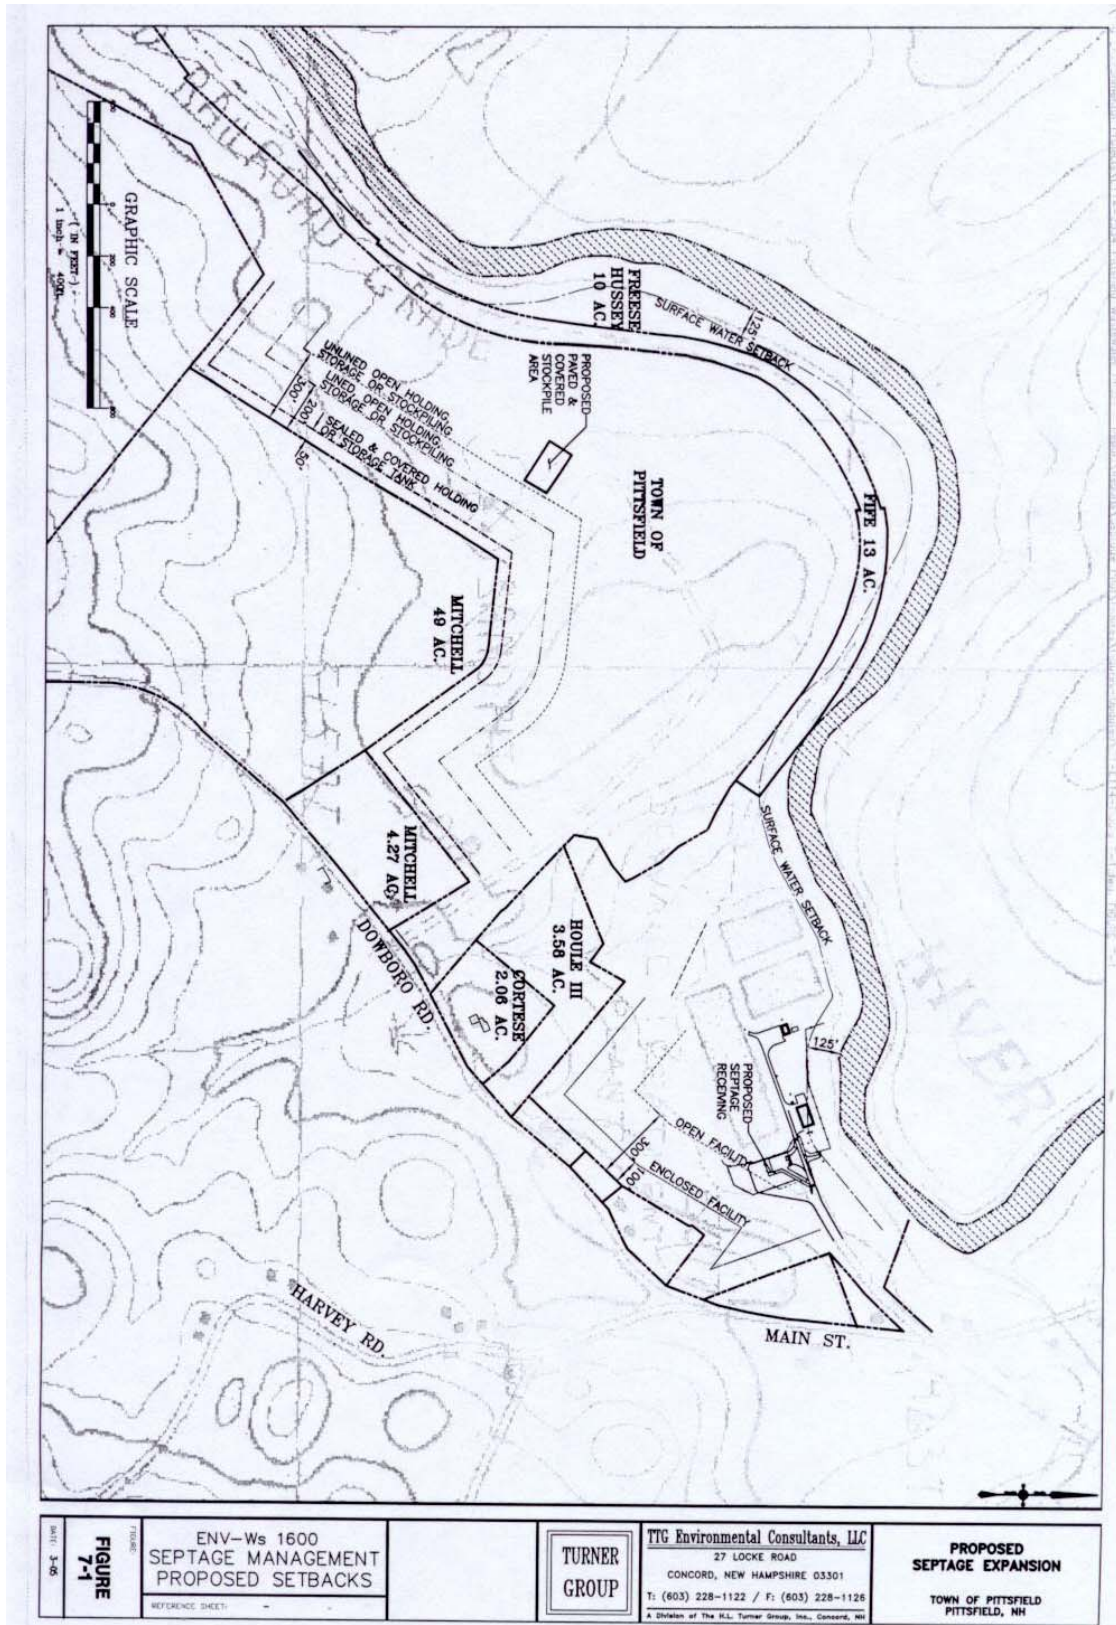 RAILROAD GRADE
GRAPHIC SCALE
( IN FEET )
1 inch = 400 ft.
FREESE
HUSSEY
10 AC.
SURFACE WATER SETBACK
125'
PROPOSED
PAVED &
COVERED
STOCKPILE
AREA
UNLINED OPEN HOLDING,
STORAGE OR STOCKPILING
LINED, OPEN HOLDING,
STORAGE OR STOCKPILING
SEALED & COVERED HOLDING
OR STORAGE TANK
300'
200'
TOWN OF
PITTSFIELD
FIFE 13 AC.
MITCHELL
49 AC.
MITCHELL
4.27 AC.
DOWBORO RD.
HOULE III
3.58 AC.
CORTESE
2.06 AC.
SURFACE WATER SETBACK
125'
RIVER
PROPOSED
SEPTAGE
RECEIVING
OPEN FACILITY
300'
ENCLOSED FACILITY
100'
HARVEY RD.
MAIN ST.
DATE: 3-05
FIGURE:
FIGURE
7-1
ENV-Ws 1600
SEPTAGE MANAGEMENT
PROPOSED SETBACKS
REFERENCE SHEET: -
TURNER
GROUP
TTG Environmental Consultants, LLC
27 LOCKE ROAD
CONCORD, NEW HAMPSHIRE 03301
T: (603) 228-1122 / F: (603) 228-1126
A Division of The H.L. Turner Group, Inc., Concord, NH
PROPOSED
SEPTAGE EXPANSION
TOWN OF PITTSFIELD
PITTSFIELD, NH